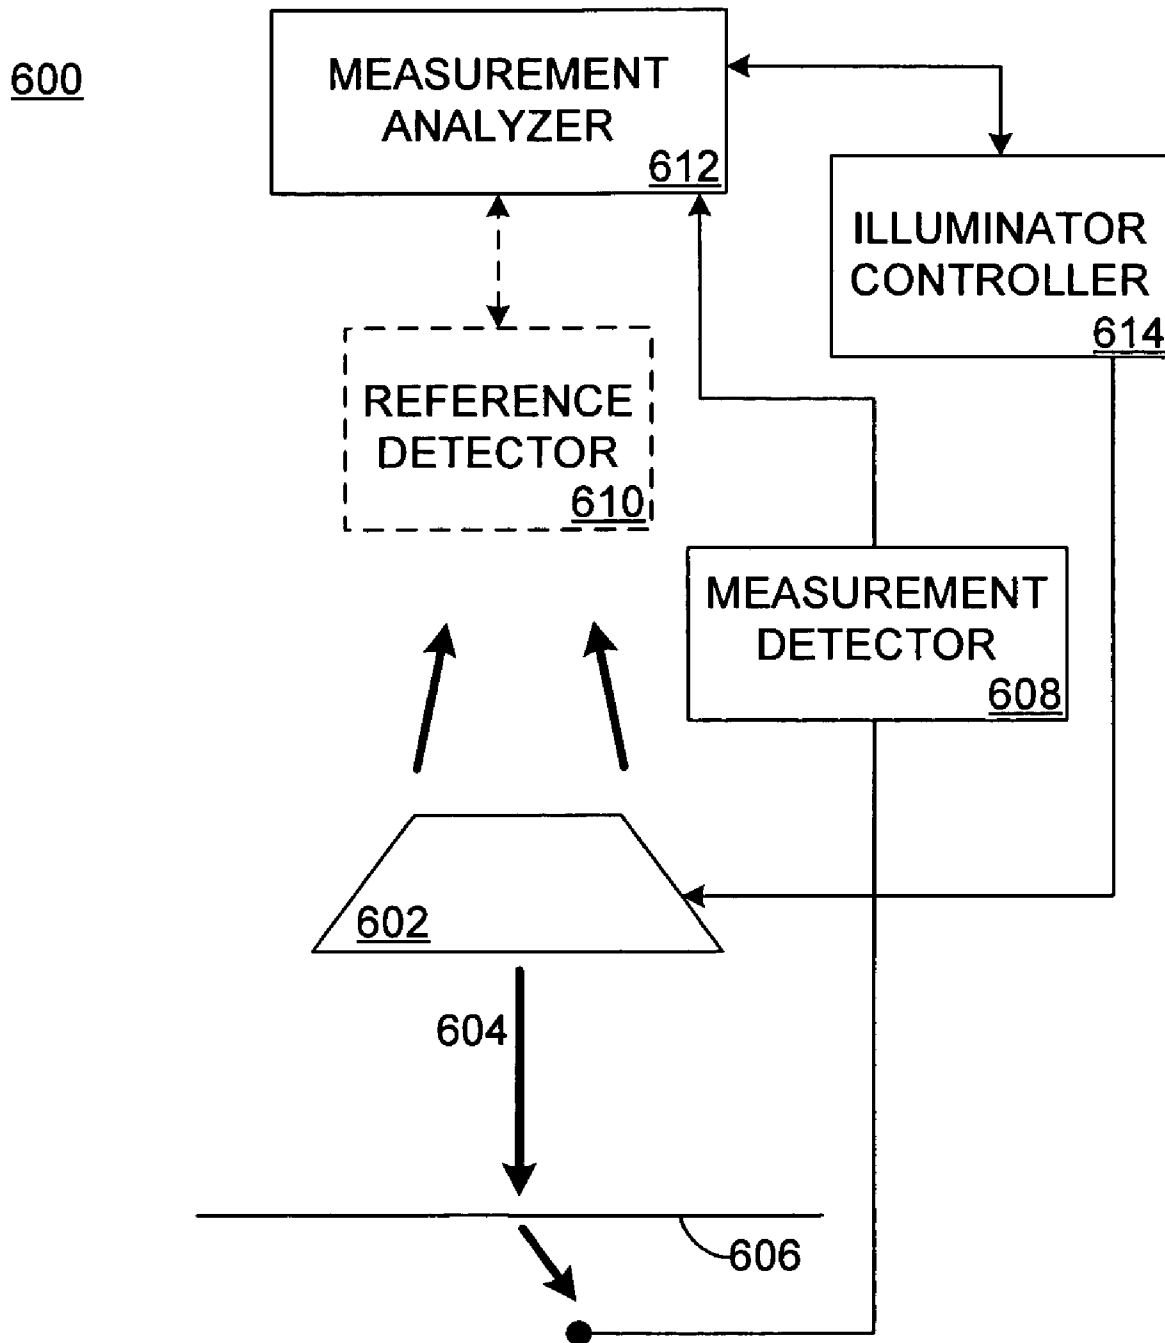 600
MEASUREMENT
ANALYZER
612
ILLUMINATOR
CONTROLLER
614
REFERENCE
DETECTOR
610
MEASUREMENT
DETECTOR
608
602
604
606